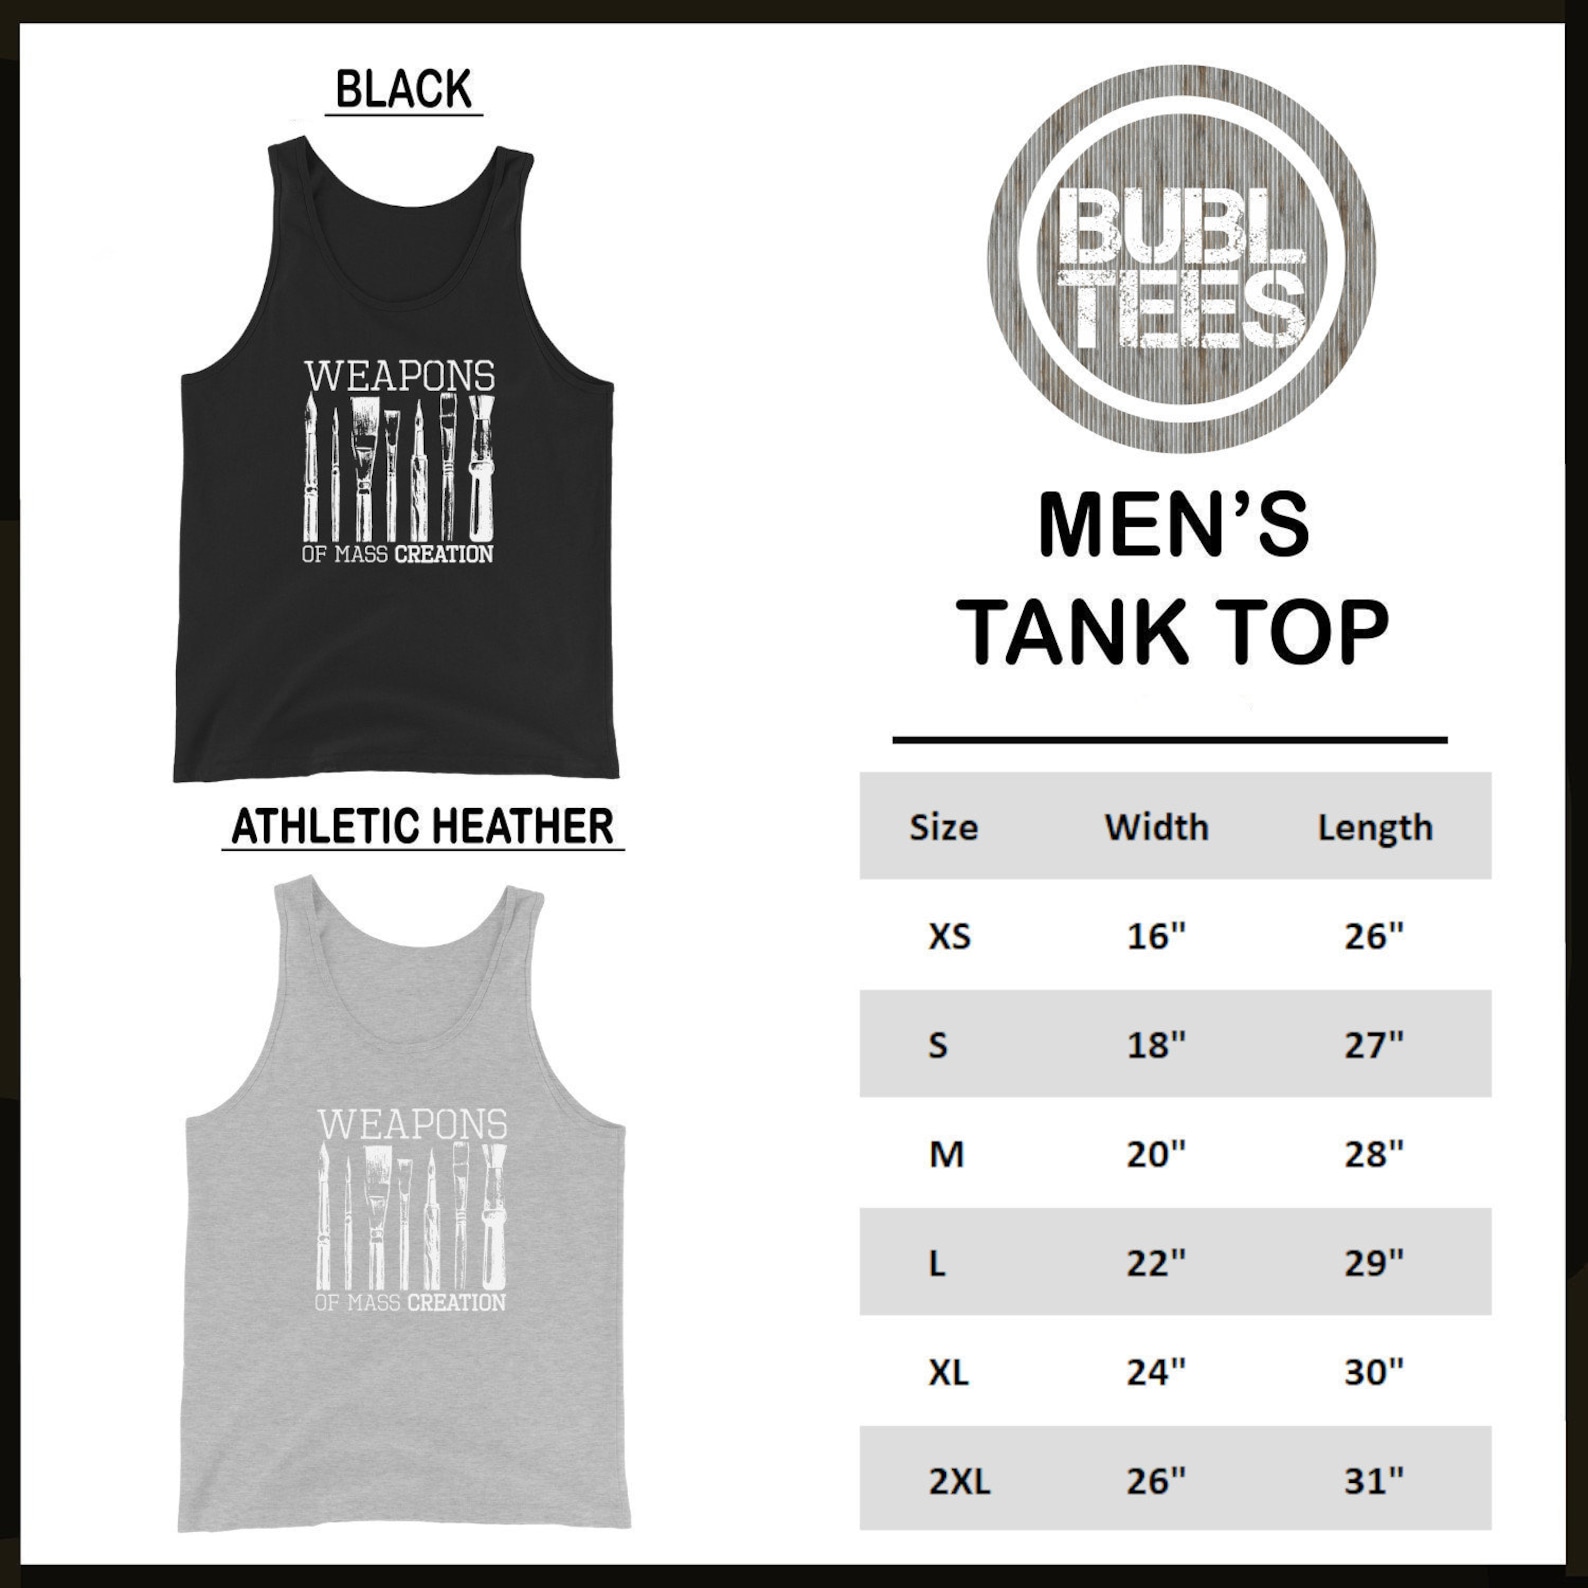 BLACK
WEAPONS
OF MASS CREATION
ATHLETIC HEATHER
WEAPONS
OF MASS CREATION
BUBL
TEES
MEN’S
TANK TOP
Size Width Length
XS 16" 26"
S 18" 27"
M 20" 28"
L 22" 29"
XL 24" 30"
2XL 26" 31"